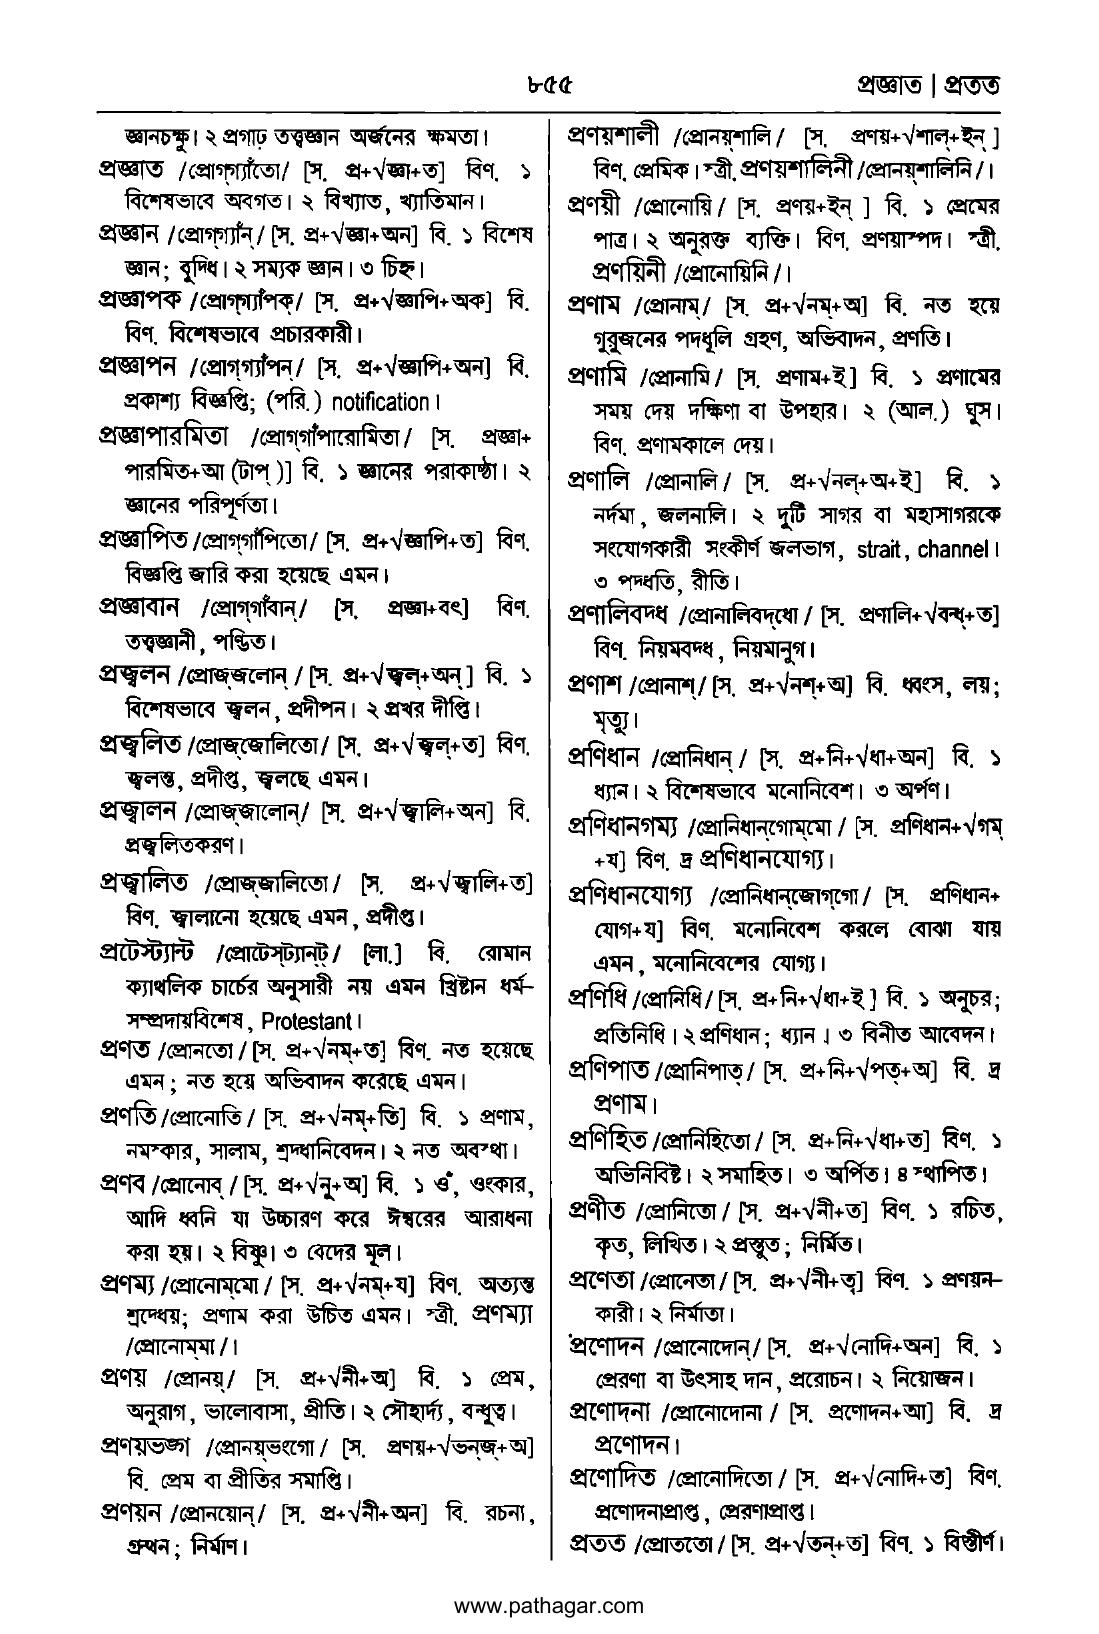 ৮৫৫
প্রজ্ঞাত | প্রতত
জ্ঞানচক্ষু। ২ প্রগাঢ় তত্ত্বজ্ঞান অর্জনের ক্ষমতা।
প্রজ্ঞাত /প্রোগ্‌গ্যাঁতো/ [স. প্র+√জ্ঞা+ত] বিণ. ১
বিশেষভাবে অবগত। ২ বিখ্যাত, খ্যাতিমান।
প্রজ্ঞান /প্রোগ্‌গ্যাঁন্‌/ [স. প্র+√জ্ঞা+অন] বি. ১ বিশেষ
জ্ঞান; বুদ্ধি। ২ সম্যক জ্ঞান। ৩ চিহ্ন।
প্রজ্ঞাপক /প্রোগ্‌গ্যাঁপক্‌/ [স. প্র+√জ্ঞাপি+অক] বি.
বিণ. বিশেষভাবে প্রচারকারী।
প্রজ্ঞাপন /প্রোগ্‌গ্যাঁপন্‌/ [স. প্র+√জ্ঞাপি+অন] বি.
প্রকাশ্য বিজ্ঞপ্তি; (পরি.) notification।
প্রজ্ঞাপারমিতা /প্রোগ্‌গাঁপারোমিতা/ [স. প্রজ্ঞা+
পারমিত+আ (টাপ্‌)] বি. ১ জ্ঞানের পরাকাষ্ঠা। ২
জ্ঞানের পরিপূর্ণতা।
প্রজ্ঞাপিত /প্রোগ্‌গাঁপিতো/ [স. প্র+√জ্ঞাপি+ত] বিণ.
বিজ্ঞপ্তি জারি করা হয়েছে এমন।
প্রজ্ঞাবান /প্রোগ্‌গাঁবান্‌/ [স. প্রজ্ঞা+বৎ] বিণ.
তত্ত্বজ্ঞানী, পণ্ডিত।
প্রজ্বলন /প্রোজ্‌জলোন্‌/ [স. প্র+√জ্বল্‌+অন্‌] বি. ১
বিশেষভাবে জ্বলন, প্রদীপন। ২ প্রখর দীপ্তি।
প্রজ্বলিত /প্রোজ্‌জোলিতো/ [স. প্র+√জ্বল্‌+ত] বিণ.
জ্বলন্ত, প্রদীপ্ত, জ্বলছে এমন।
প্রজ্বালন /প্রোজ্‌জালোন্‌/ [স. প্র+√জ্বালি+অন] বি.
প্রজ্বলিতকরণ।
প্রজ্বালিত /প্রোজ্‌জালিতো/ [স. প্র+√জ্বালি+ত]
বিণ. জ্বালানো হয়েছে এমন, প্রদীপ্ত।
প্রটেস্ট্যান্ট /প্রোটেস্‌ট্যান্‌ট্‌/ [লা.] বি. রোমান
ক্যাথলিক চার্চের অনুসারী নয় এমন খ্রিষ্টান ধর্ম–
সম্প্রদায়বিশেষ, Protestant।
প্রণত /প্রোনতো/ [স. প্র+√নম্‌+ত] বিণ. নত হয়েছে
এমন; নত হয়ে অভিবাদন করেছে এমন।
প্রণতি /প্রোনোতি/ [স. প্র+√নম্‌+তি] বি. ১ প্রণাম,
নমস্কার, সালাম, শ্রদ্ধানিবেদন। ২ নত অবস্থা।
প্রণব /প্রোনোব্‌/ [স. প্র+√নু+অ] বি. ১ ওঁ, ওংকার,
আদি ধ্বনি যা উচ্চারণ করে ঈশ্বরের আরাধনা
করা হয়। ২ বিষ্ণু। ৩ বেদের মূল।
প্রণম্য /প্রোনোম্‌মো/ [স. প্র+√নম্‌+য] বিণ. অত্যন্ত
শ্রদ্ধেয়; প্রণাম করা উচিত এমন। স্ত্রী. প্রণম্যা
/প্রোনোম্‌মা/।
প্রণয় /প্রোনয়্‌/ [স. প্র+√নী+অ] বি. ১ প্রেম,
অনুরাগ, ভালোবাসা, প্রীতি। ২ সৌহার্দ্য, বন্ধুত্ব।
প্রণয়ভঙ্গ /প্রোনয়্‌ভংগো/ [স. প্রণয়+√ভন্‌জ্‌+অ]
বি. প্রেম বা প্রীতির সমাপ্তি।
প্রণয়ন /প্রোনয়োন্‌/ [স. প্র+√নী+অন] বি. রচনা,
গ্রন্থন; নির্মাণ।
প্রণয়শালী /প্রোনয়্‌শালি/ [স. প্রণয়+√শাল্‌+ইন্‌]
বিণ. প্রেমিক। স্ত্রী. প্রণয়শালিনী /প্রোনয়্‌শালিনি/।
প্রণয়ী /প্রোনোয়ি/ [স. প্রণয়+ইন্‌] বি. ১ প্রেমের
পাত্র। ২ অনুরক্ত ব্যক্তি। বিণ. প্রণয়াস্পদ। স্ত্রী.
প্রণয়িনী /প্রোনোয়িনি/।
প্রণাম /প্রোনাম্‌/ [স. প্র+√নম্‌+অ] বি. নত হয়ে
গুরুজনের পদধূলি গ্রহণ, অভিবাদন, প্রণতি।
প্রণামি /প্রোনামি/ [স. প্রণাম+ই] বি. ১ প্রণামের
সময় দেয় দক্ষিণা বা উপহার। ২ (আল.) ঘুস।
বিণ. প্রণামকালে দেয়।
প্রণালি /প্রোনালি/ [স. প্র+√নল্‌+অ+ই] বি. ১
নর্দমা, জলনালি। ২ দুটি সাগর বা মহাসাগরকে
সংযোগকারী সংকীর্ণ জলভাগ, strait, channel।
৩ পদ্ধতি, রীতি।
প্রণালিবদ্ধ /প্রোনালিবদ্‌ধো/ [স. প্রণালি+√বন্ধ্‌+ত]
বিণ. নিয়মবদ্ধ, নিয়মানুগ।
প্রণাশ /প্রোনাশ্‌/ [স. প্র+√নশ্‌+অ] বি. ধ্বংস, লয়;
মৃত্যু।
প্রণিধান /প্রোনিধান্‌/ [স. প্র+নি+√ধা+অন] বি. ১
ধ্যান। ২ বিশেষভাবে মনোনিবেশ। ৩ অর্পণ।
প্রণিধানগম্য /প্রোনিধান্‌গোম্‌মো/ [স. প্রণিধান+√গম্‌
+য] বিণ. দ্র প্রণিধানযোগ্য।
প্রণিধানযোগ্য /প্রোনিধান্‌জোগ্‌গো/ [স. প্রণিধান+
যোগ+য] বিণ. মনোনিবেশ করলে বোঝা যায়
এমন, মনোনিবেশের যোগ্য।
প্রণিধি /প্রোনিধি/ [স. প্র+নি+√ধা+ই] বি. ১ অনুচর;
প্রতিনিধি। ২ প্রণিধান; ধ্যান। ৩ বিনীত আবেদন।
প্রণিপাত /প্রোনিপাত্‌/ [স. প্র+নি+√পত্‌+অ] বি. দ্র
প্রণাম।
প্রণিহিত /প্রোনিহিতো/ [স. প্র+নি+√ধা+ত] বিণ. ১
অভিনিবিষ্ট। ২ সমাহিত। ৩ অর্পিত। ৪ স্থাপিত।
প্রণীত /প্রোনিতো/ [স. প্র+√নী+ত] বিণ. ১ রচিত,
কৃত, লিখিত। ২ প্রস্তুত; নির্মিত।
প্রণেতা /প্রোনেতা/ [স. প্র+√নী+তৃ] বিণ. ১ প্রণয়ন–
কারী। ২ নির্মাতা।
প্রণোদন /প্রোনোদোন্‌/ [স. প্র+√নোদি+অন] বি. ১
প্রেরণা বা উৎসাহ দান, প্ররোচন। ২ নিয়োজন।
প্রণোদনা /প্রোনোদোনা/ [স. প্রণোদন+আ] বি. দ্র
প্রণোদন।
প্রণোদিত /প্রোনোদিতো/ [স. প্র+√নোদি+ত] বিণ.
প্রণোদনাপ্রাপ্ত, প্রেরণাপ্রাপ্ত।
প্রতত /প্রোততো/ [স. প্র+√তন্‌+ত] বিণ. ১ বিস্তীর্ণ।
www.pathagar.com